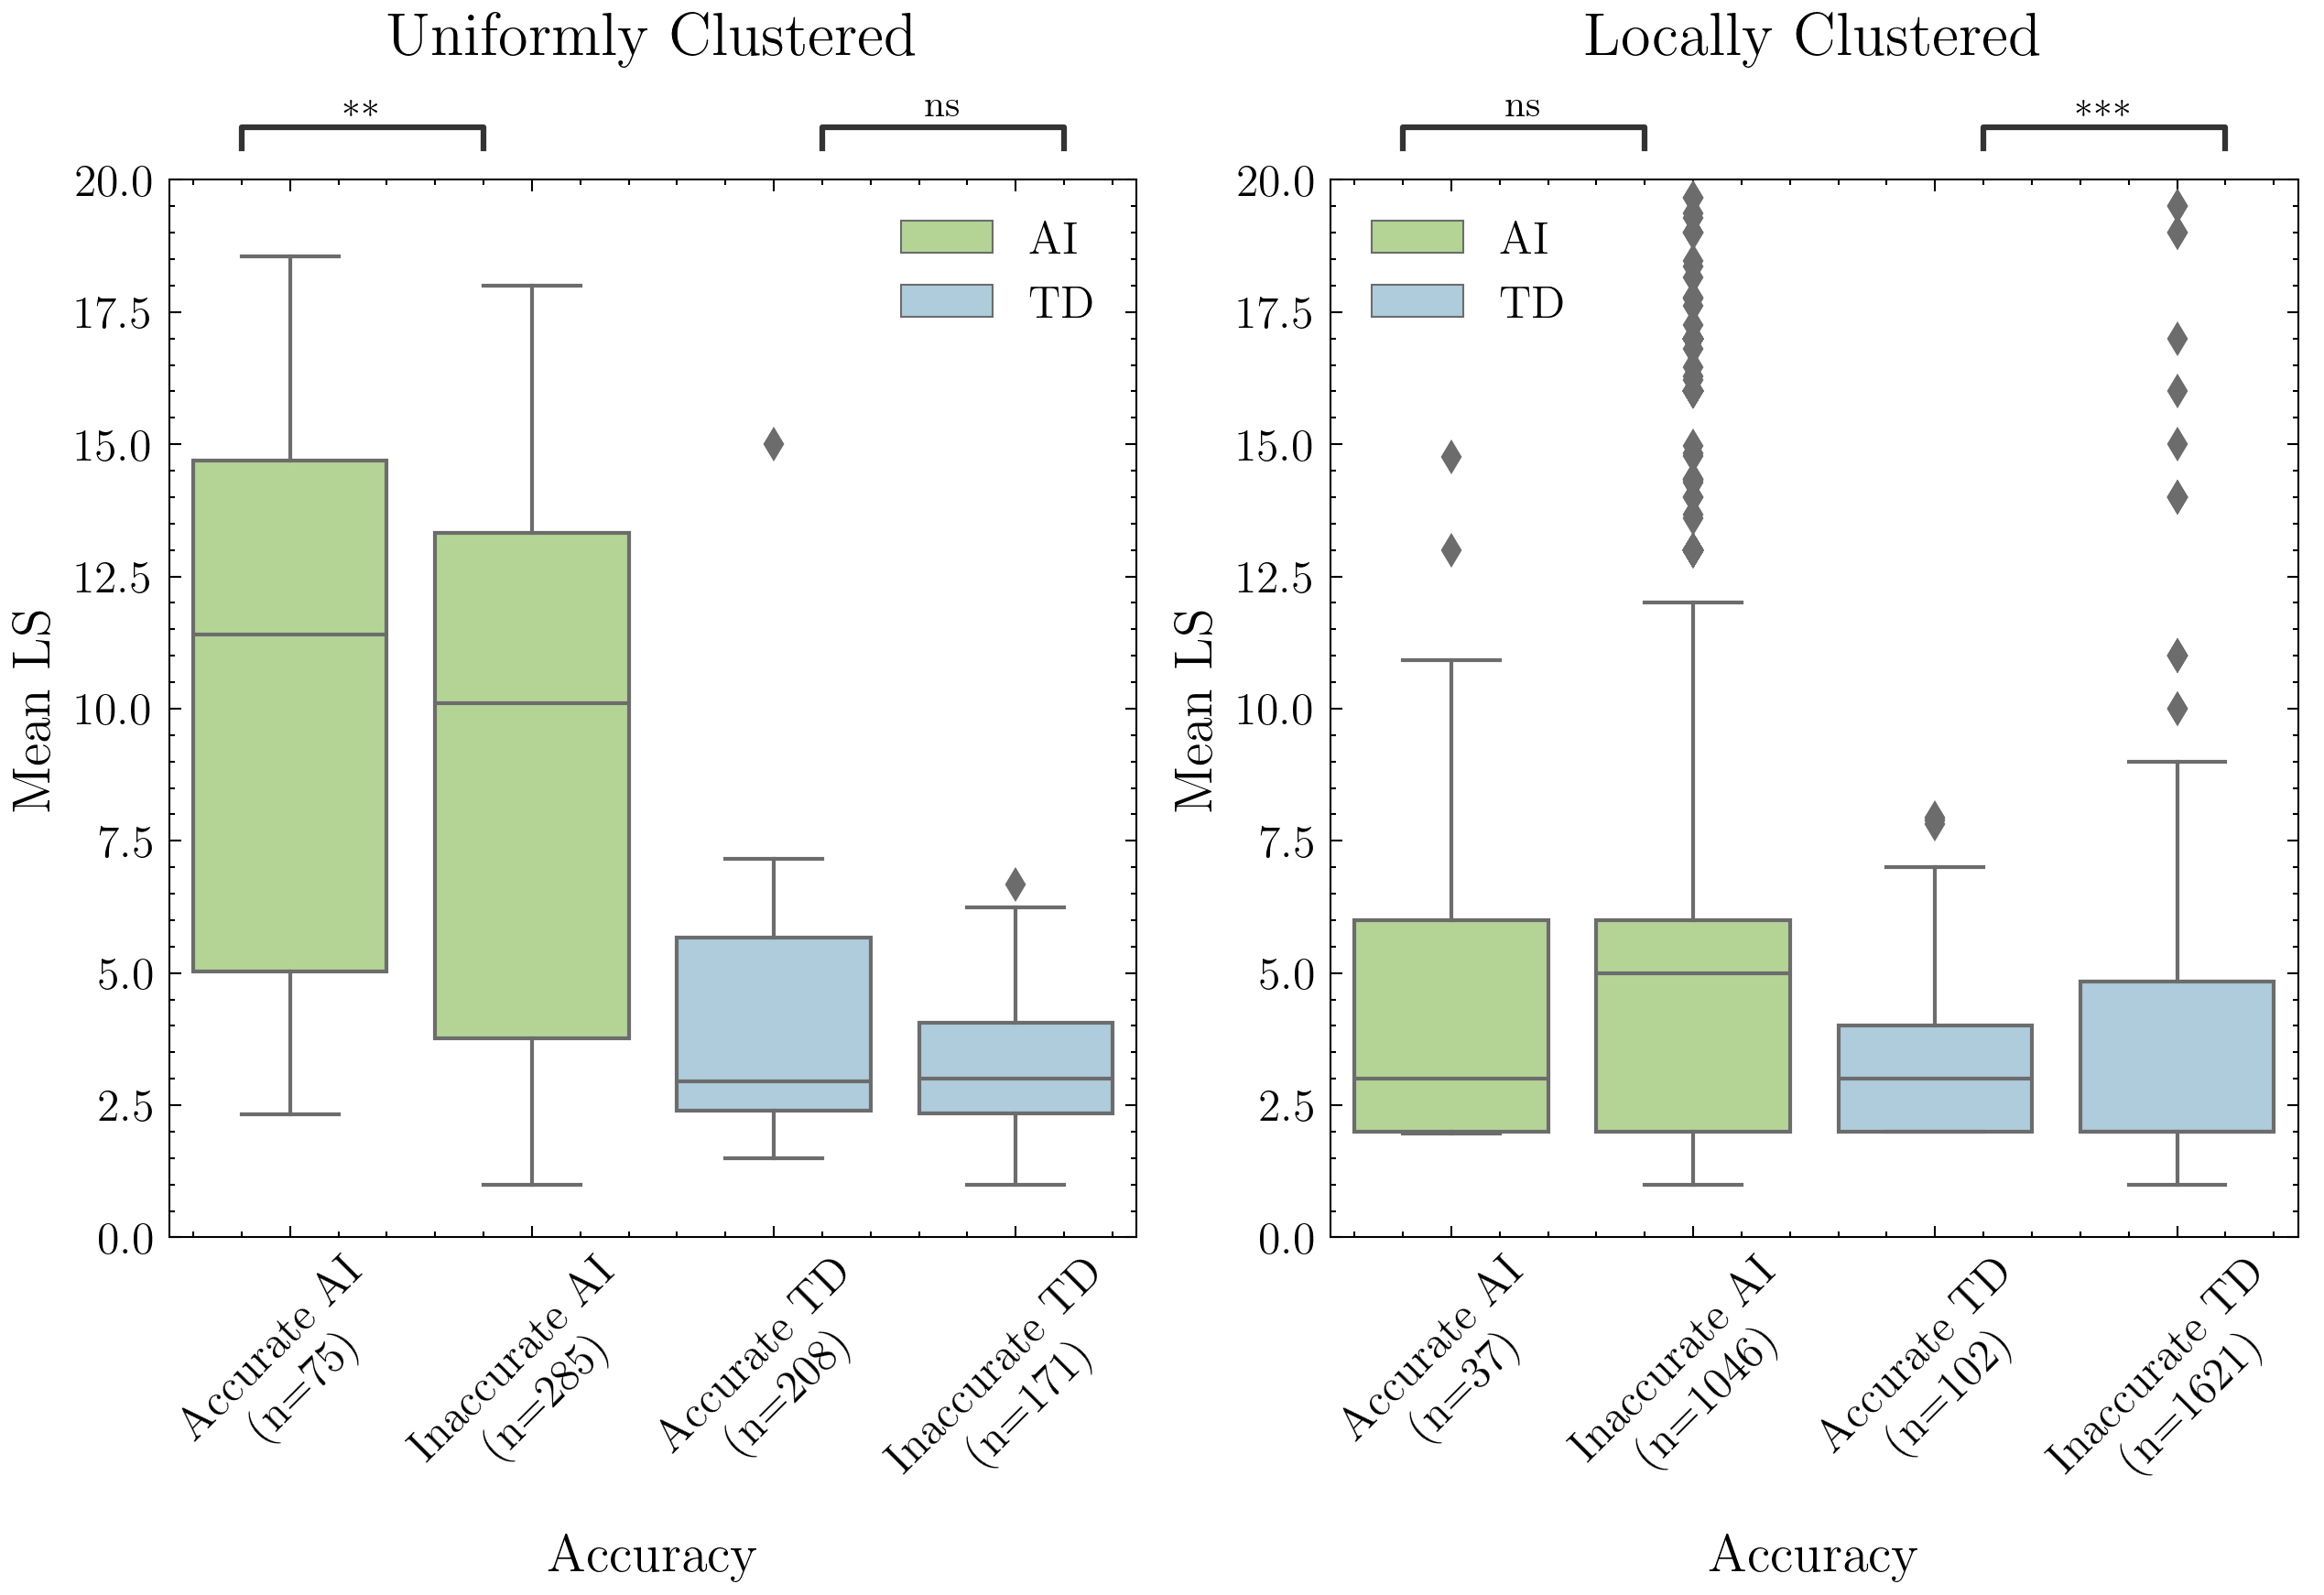 Uniformly Clustered
**
ns
20.0
17.5
15.0
12.5
10.0
7.5
5.0
2.5
0.0
Mean LS
AI
TD
Accurate AI
(n=75)
Inaccurate AI
(n=285)
Accurate TD
(n=208)
Inaccurate TD
(n=171)
Accuracy
Locally Clustered
ns
***
20.0
17.5
15.0
12.5
10.0
7.5
5.0
2.5
0.0
Mean LS
AI
TD
Accurate AI
(n=37)
Inaccurate AI
(n=1046)
Accurate TD
(n=102)
Inaccurate TD
(n=1621)
Accuracy